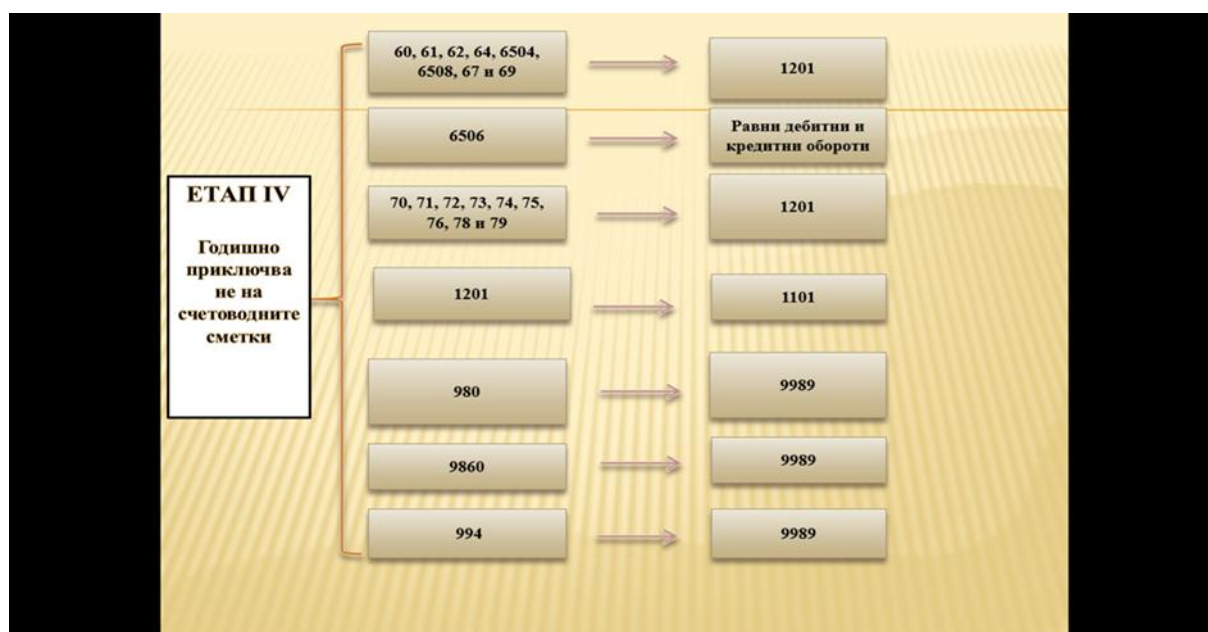 ЕТАП IV
Годишно
приключва
не на
счетоводните
сметки
60, 61, 62, 64, 6504,
6508, 67 и 69
1201
6506
Равни дебитни и
кредитни обороти
70, 71, 72, 73, 74, 75,
76, 78 и 79
1201
1201
1101
980
9989
9860
9989
994
9989